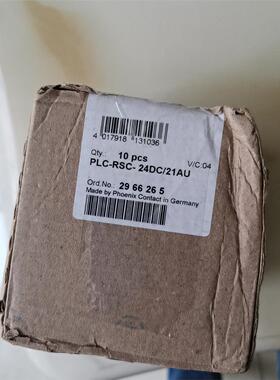 4 017918 131036
Qty.: 10 pcs V/C:04
PLC-RSC- 24DC/21AU
Ord.No.: 29 66 26 5
Made by Phoenix Contact in Germany